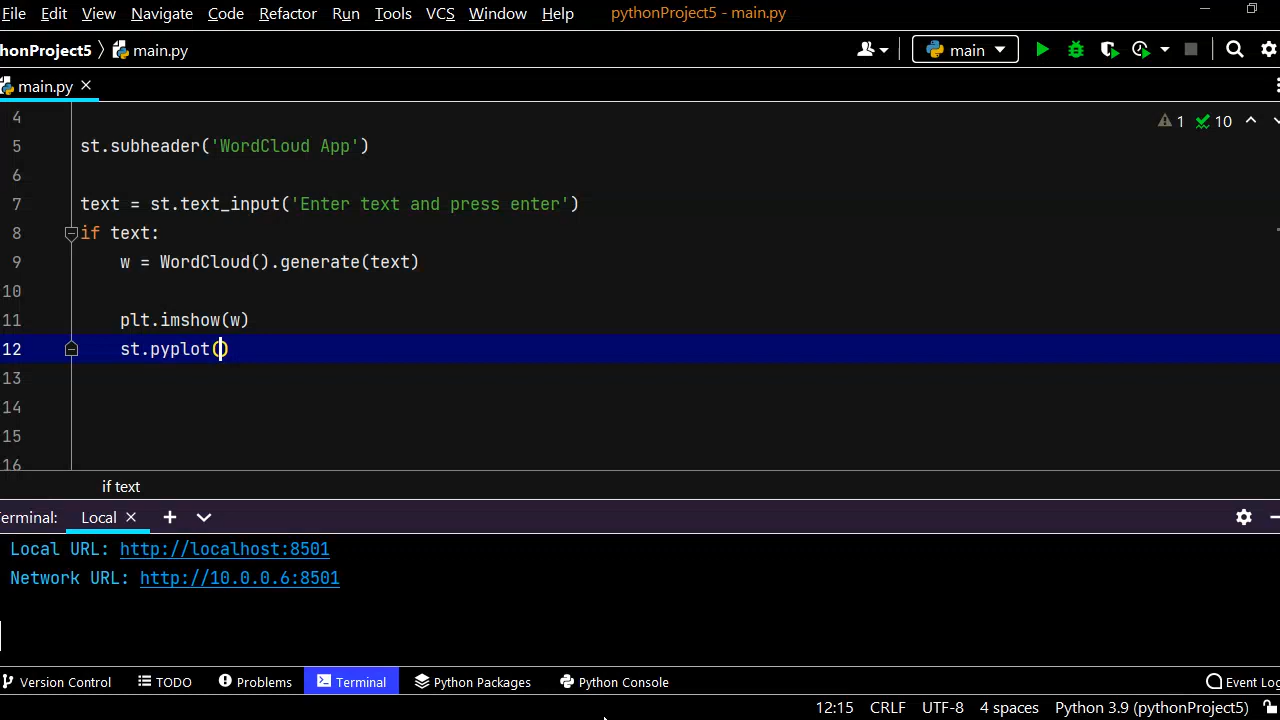 File Edit View Navigate Code Refactor Run Tools VCS Window Help pythonProject5 - main.py
honProject5 main.py main
main.py
4
1 10
5 st.subheader('WordCloud App')
6
7 text = st.text_input('Enter text and press enter')
8 if text:
9 w = WordCloud().generate(text)
10
11 plt.imshow(w)
12 st.pyplot()
13
14
15
16
if text
erminal: Local
Local URL: http://localhost:8501
Network URL: http://10.0.0.6:8501
Version Control TODO Problems Terminal Python Packages Python Console Event Log
12:15 CRLF UTF-8 4 spaces Python 3.9 (pythonProject5)